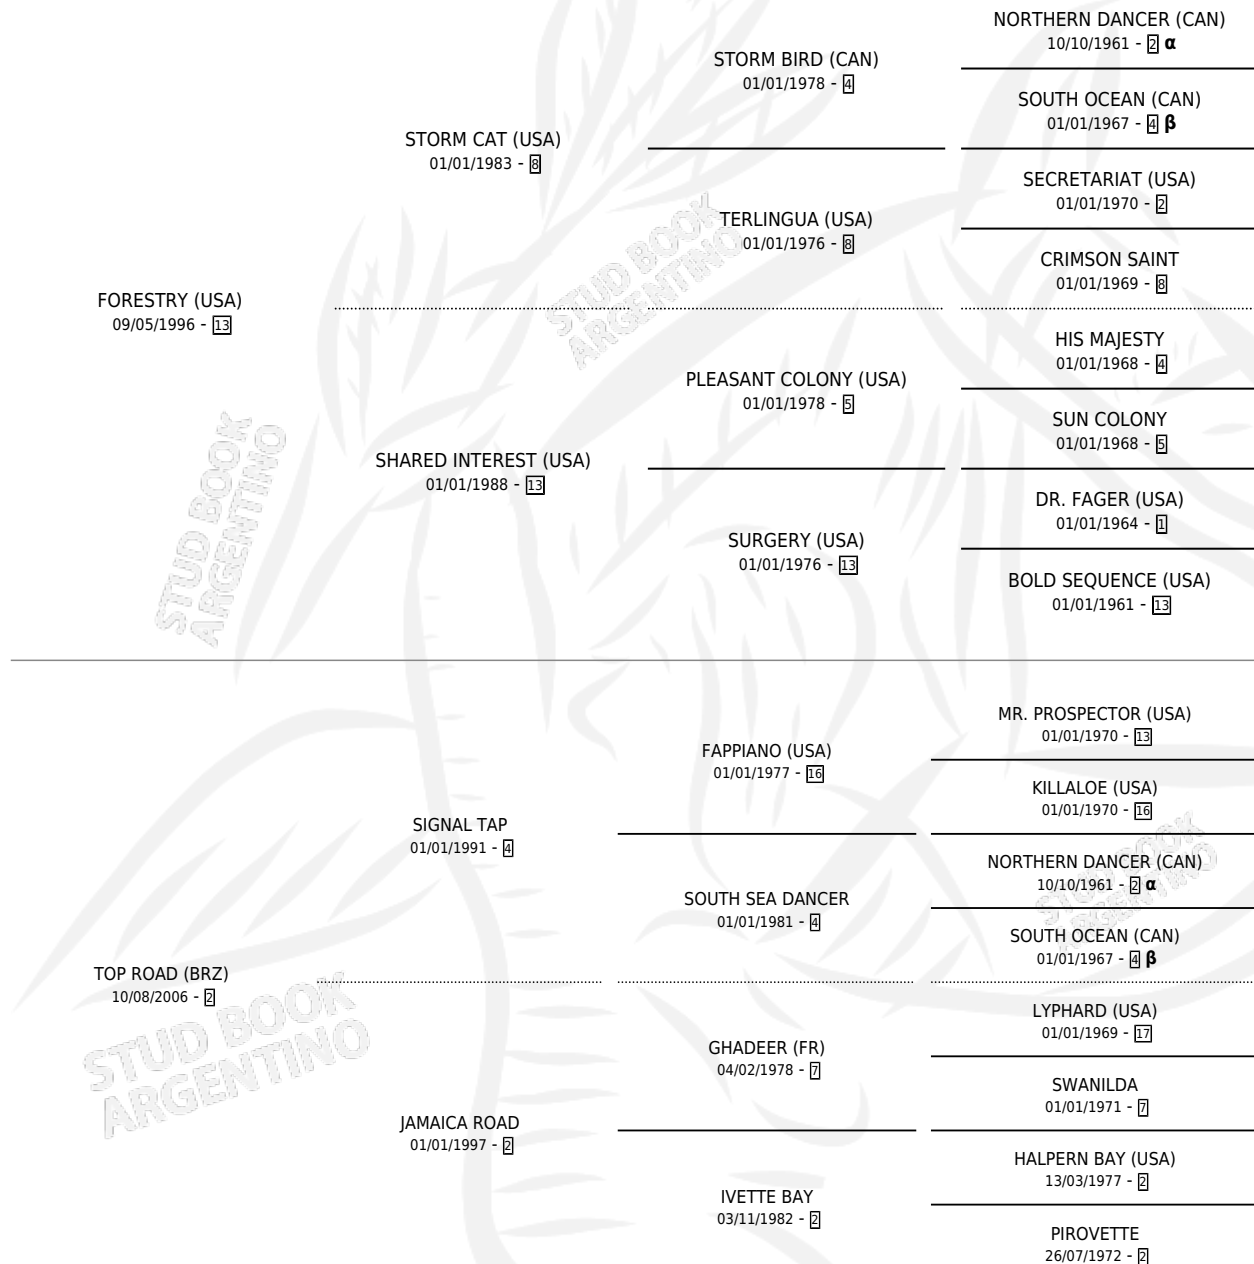 NORTHERN DANCER (CAN)
10/10/1961 - 2 α
STORM BIRD (CAN)
01/01/1978 - 4
SOUTH OCEAN (CAN)
01/01/1967 - 4 β
STORM CAT (USA)
01/01/1983 - 8
SECRETARIAT (USA)
01/01/1970 - 2
TERLINGUA (USA)
01/01/1976 - 8
CRIMSON SAINT
01/01/1969 - 8
FORESTRY (USA)
09/05/1996 - 13
HIS MAJESTY
01/01/1968 - 4
PLEASANT COLONY (USA)
01/01/1978 - 5
SUN COLONY
01/01/1968 - 5
SHARED INTEREST (USA)
01/01/1988 - 13
DR. FAGER (USA)
01/01/1964 - 1
SURGERY (USA)
01/01/1976 - 13
BOLD SEQUENCE (USA)
01/01/1961 - 13
MR. PROSPECTOR (USA)
01/01/1970 - 13
FAPPIANO (USA)
01/01/1977 - 16
KILLALOE (USA)
01/01/1970 - 16
SIGNAL TAP
01/01/1991 - 4
NORTHERN DANCER (CAN)
10/10/1961 - 2 α
SOUTH SEA DANCER
01/01/1981 - 4
SOUTH OCEAN (CAN)
01/01/1967 - 4 β
TOP ROAD (BRZ)
10/08/2006 - 2
LYPHARD (USA)
01/01/1969 - 17
GHADEER (FR)
04/02/1978 - 7
SWANILDA
01/01/1971 - 7
JAMAICA ROAD
01/01/1997 - 2
HALPERN BAY (USA)
13/03/1977 - 2
IVETTE BAY
03/11/1982 - 2
PIROVETTE
26/07/1972 - 2
STUD BOOK
ARGENTINO
STUD BOOK
ARGENTINO
STUD BOOK
ARGENTINO
STUD BOOK
ARGENTINO